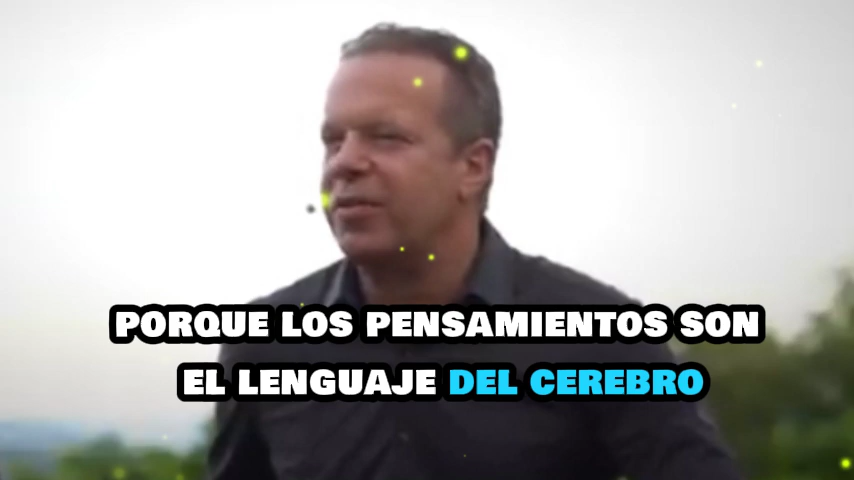 PORQUE LOS PENSAMIENTOS SON
EL LENGUAJE DEL CEREBRO